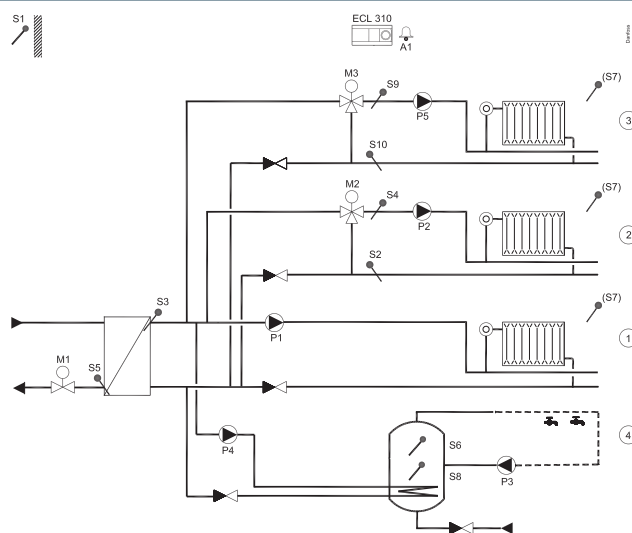 S1
ECL 310
A1
Danfoss
M3
S9
P5
(S7)
3
S10
M2
S4
P2
(S7)
2
S2
S3
P1
(S7)
1
M1
S5
P4
S6
S8
P3
4